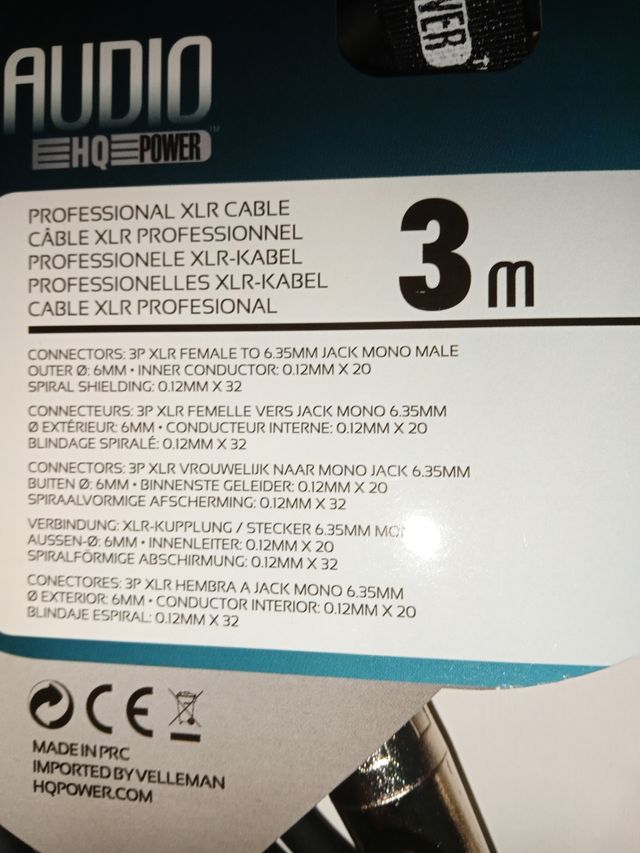 POWER
AUDIO
HQ POWER™
PROFESSIONAL XLR CABLE
CÂBLE XLR PROFESSIONNEL
PROFESSIONELE XLR-KABEL
PROFESSIONELLES XLR-KABEL
CABLE XLR PROFESIONAL
3 m
CONNECTORS: 3P XLR FEMALE TO 6.35MM JACK MONO MALE
OUTER Ø: 6MM • INNER CONDUCTOR: 0.12MM X 20
SPIRAL SHIELDING: 0.12MM X 32
CONNECTEURS: 3P XLR FEMELLE VERS JACK MONO 6.35MM
Ø EXTÉRIEUR: 6MM • CONDUCTEUR INTERNE: 0.12MM X 20
BLINDAGE SPIRALÉ: 0.12MM X 32
CONNECTORS: 3P XLR VROUWELIJK NAAR MONO JACK 6.35MM
BUITEN Ø: 6MM • BINNENSTE GELEIDER: 0.12MM X 20
SPIRAALVORMIGE AFSCHERMING: 0.12MM X 32
VERBINDUNG: XLR-KUPPLUNG / STECKER 6.35MM
AUSSEN-Ø: 6MM • INNENLEITER: 0.12MM X 20
SPIRALFÖRMIGE ABSCHIRMUNG: 0.12MM X 32
CONECTORES: 3P XLR HEMBRA A JACK MONO 6.35MM
Ø EXTERIOR: 6MM • CONDUCTOR INTERIOR: 0.12MM X 20
BLINDAJE ESPIRAL: 0.12MM X 32
CE
MADE IN PRC
IMPORTED BY VELLEMAN
HQPOWER.COM